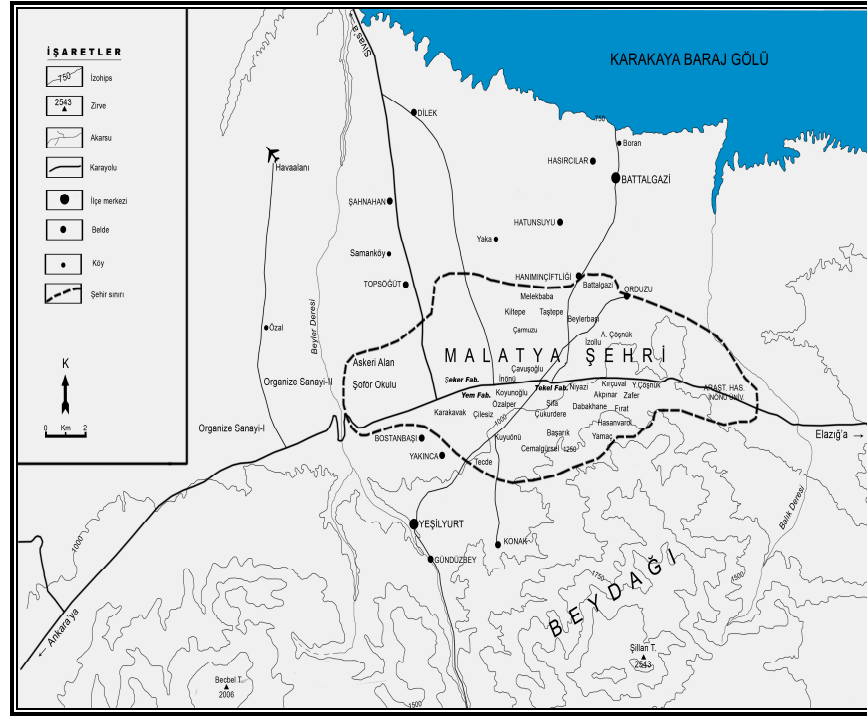 İŞARETLER
750 İzohips
2543 Zirve
Akarsu
Karayolu
İlçe merkezi
Belde
Köy
Şehir sınırı
K
0 Km 2
Sivas'a
KARAKAYA BARAJ GÖLÜ
750
DİLEK
Boran
HASIRCILAR
BATTALGAZİ
Havaalanı
ŞAHNAHAN
HATUNSUYU
Yaka
Samanköy
TOPSÖĞÜT
HANIMINÇİFTLİĞİ
Battalgazi
ORDUZU
Melekbaba
Kiltepe
Taştepe
Beylerbaşı
Özal
Beyler Deresi
Çarmuzu
A. Çöşnük
İzollu
MALATYA ŞEHRİ
Askeri Alan
Çavuşoğlu
Organize Sanayi-II
Şoför Okulu
Şeker Fab.
İnönü
Tekel Fab.
Niyazi
Kırçuval
Y.Çöşnük
ARAST. HAS.
İNÖNÜ ÜNİV.
Yem Fab.
Koyunoğlu
Akpınar
Zafer
Özalper
Şifa
Dabakhane
Fırat
Karakavak
Çilesiz
Çukurdere
1000
Hasanvarol
Organize Sanayi-I
BOSTANBAŞI
Kuyuönü
Başarık
Yamaç
Elazığ'a
YAKINCA
Tecde
Cemalgürsel
1250
Balık Deresi
YEŞİLYURT
KONAK
GÜNDÜZBEY
1000
BEYDAĞI
1750
1500
Ankara'ya
Şillan T.
2543
Becbel T.
2006
1500